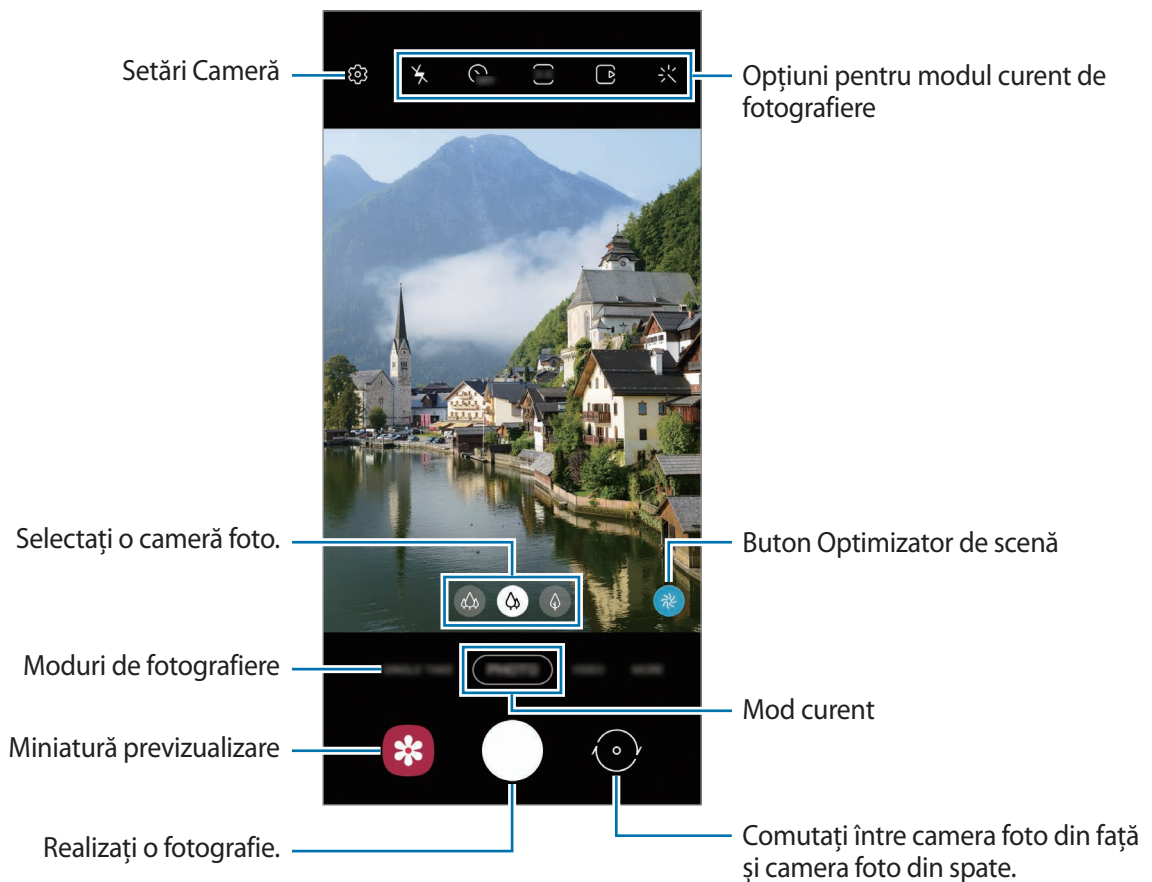 Setări Cameră
Opțiuni pentru modul curent de
fotografiere
Selectați o cameră foto.
Buton Optimizator de scenă
Moduri de fotografiere
PHOTO
Mod curent
Miniatură previzualizare
Realizați o fotografie.
Comutați între camera foto din față
și camera foto din spate.